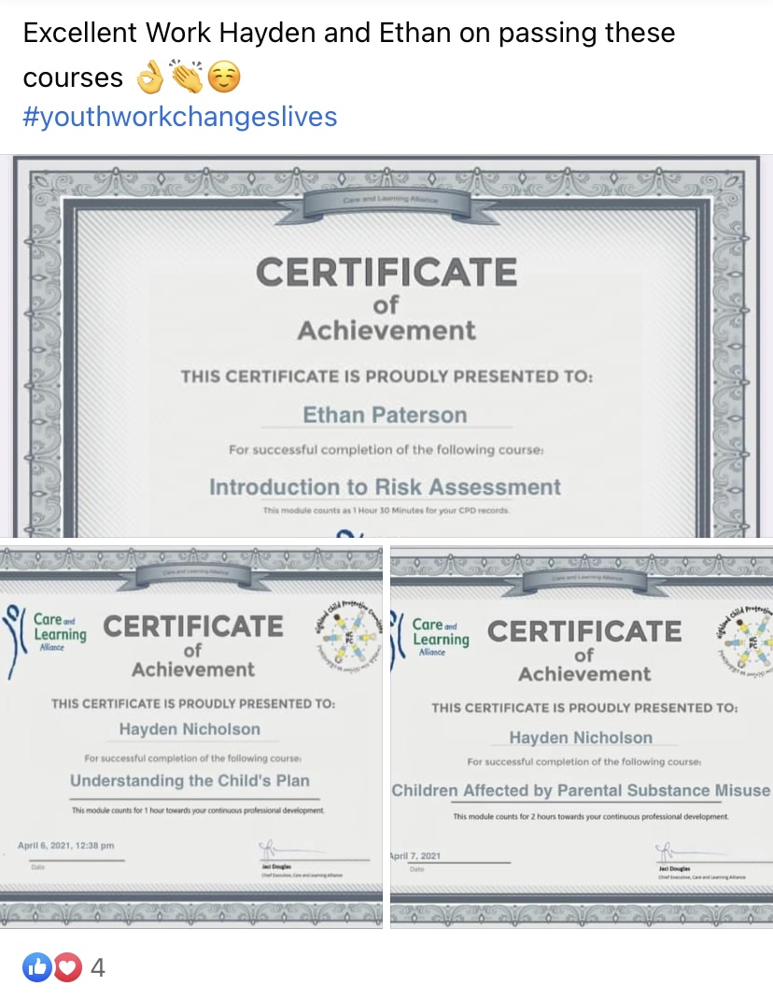 Excellent Work Hayden and Ethan on passing these
courses 👌👏☺️
#youthworkchangeslives
Care and Learning Alliance
CERTIFICATE
of
Achievement
THIS CERTIFICATE IS PROUDLY PRESENTED TO:
Ethan Paterson
For successful completion of the following course:
Introduction to Risk Assessment
This module counts as 1 Hour 30 Minutes for your CPD records.
Care and Learning Alliance
Care and
Learning
Alliance
CERTIFICATE
of
Achievement
THIS CERTIFICATE IS PROUDLY PRESENTED TO:
Hayden Nicholson
For successful completion of the following course:
Understanding the Child's Plan
This module counts for 1 hour towards your continuous professional development.
April 6, 2021, 12:38 pm
Date
Jaci Douglas
Chief Executive, Care and Learning Alliance
Care and Learning Alliance
Care and
Learning
Alliance
CERTIFICATE
of
Achievement
THIS CERTIFICATE IS PROUDLY PRESENTED TO:
Hayden Nicholson
For successful completion of the following course:
Children Affected by Parental Substance Misuse
This module counts for 2 hours towards your continuous professional development.
April 7, 2021
Date
Jaci Douglas
Chief Executive, Care and Learning Alliance
4